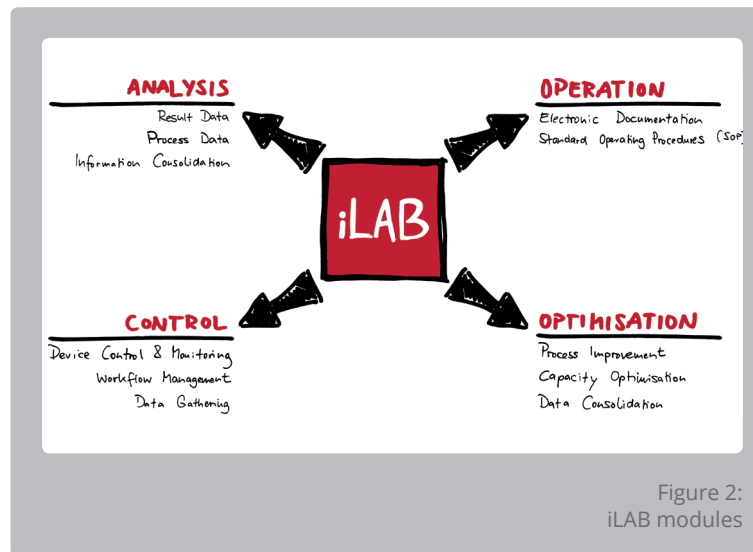 ANALYSIS
Result Data
Process Data
Information Consolidation
OPERATION
Electronic Documentation
Standard Operating Procedures (SOP)
iLAB
CONTROL
Device Control & Monitoring
Workflow Management
Data Gathering
OPTIMISATION
Process Improvement
Capacity Optimisation
Data Consolidation
Figure 2:
iLAB modules